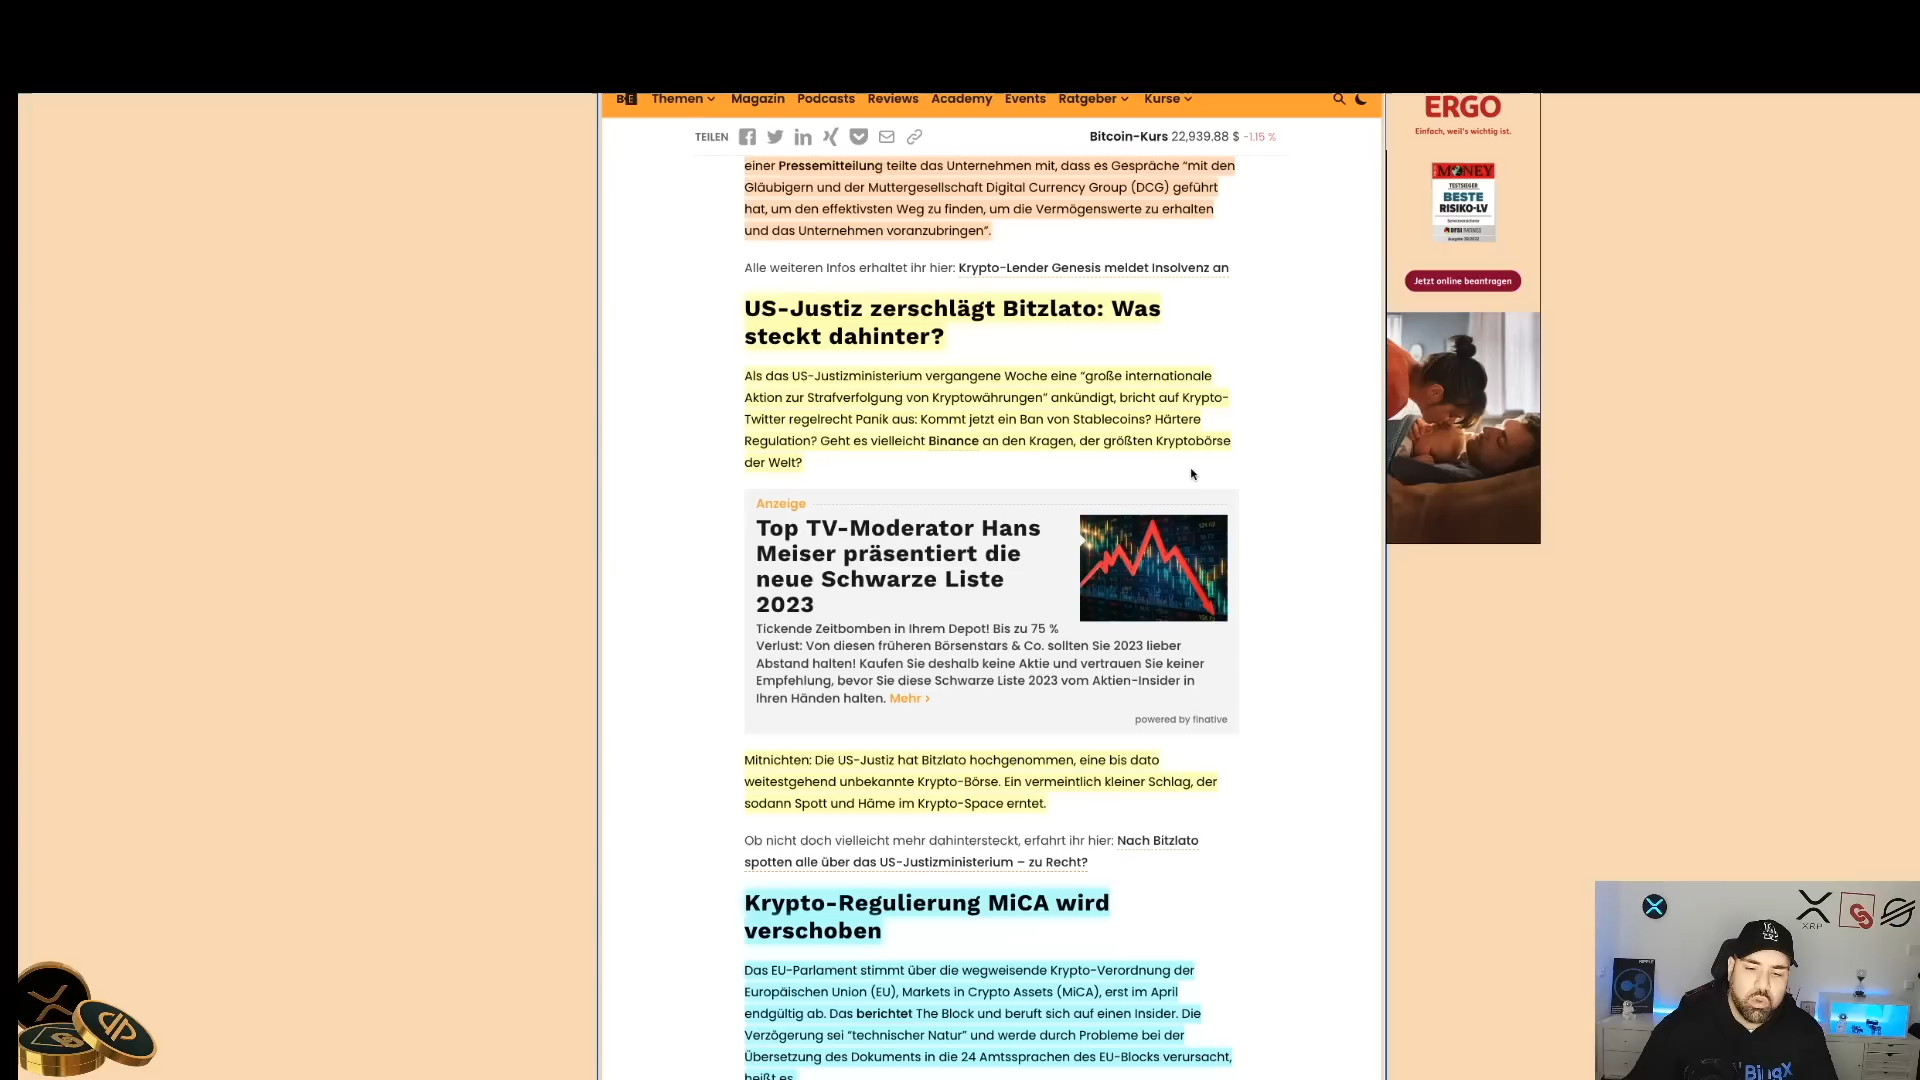 Themen
Magazin
Podcasts
Reviews
Academy
Events
Ratgeber
Kurse
TEILEN
Bitcoin-Kurs 22,939.88 $ -1.15 %
einer Pressemitteilung teilte das Unternehmen mit, dass es Gespräche “mit den
Gläubigern und der Muttergesellschaft Digital Currency Group (DCG) geführt
hat, um den effektivsten Weg zu finden, um die Vermögenswerte zu erhalten
und das Unternehmen voranzubringen”.
Alle weiteren Infos erhaltet ihr hier: Krypto-Lender Genesis meldet Insolvenz an
US-Justiz zerschlägt Bitzlato: Was
steckt dahinter?
Als das US-Justizministerium vergangene Woche eine “große internationale
Aktion zur Strafverfolgung von Kryptowährungen” ankündigt, bricht auf Krypto-
Twitter regelrecht Panik aus: Kommt jetzt ein Ban von Stablecoins? Härtere
Regulation? Geht es vielleicht Binance an den Kragen, der größten Kryptobörse
der Welt?
Anzeige
Top TV-Moderator Hans
Meiser präsentiert die
neue Schwarze Liste
2023
Tickende Zeitbomben in Ihrem Depot! Bis zu 75 %
Verlust: Von diesen früheren Börsenstars & Co. sollten Sie 2023 lieber
Abstand halten! Kaufen Sie deshalb keine Aktie und vertrauen Sie keiner
Empfehlung, bevor Sie diese Schwarze Liste 2023 vom Aktien-Insider in
Ihren Händen halten. Mehr ›
powered by finative
Mitnichten: Die US-Justiz hat Bitzlato hochgenommen, eine bis dato
weitestgehend unbekannte Krypto-Börse. Ein vermeintlich kleiner Schlag, der
sodann Spott und Häme im Krypto-Space erntet.
Ob nicht doch vielleicht mehr dahintersteckt, erfahrt ihr hier: Nach Bitzlato
spotten alle über das US-Justizministerium – zu Recht?
Krypto-Regulierung MiCA wird
verschoben
Das EU-Parlament stimmt über die wegweisende Krypto-Verordnung der
Europäischen Union (EU), Markets in Crypto Assets (MiCA), erst im April
endgültig ab. Das berichtet The Block und beruft sich auf einen Insider. Die
Verzögerung sei “technischer Natur” und werde durch Probleme bei der
Übersetzung des Dokuments in die 24 Amtssprachen des EU-Blocks verursacht,
heißt es
ERGO
Einfach, weil's wichtig ist.
MONEY
TESTSIEGER
BESTE
RISIKO-LV
Jetzt online beantragen
XRP
LA
BingX